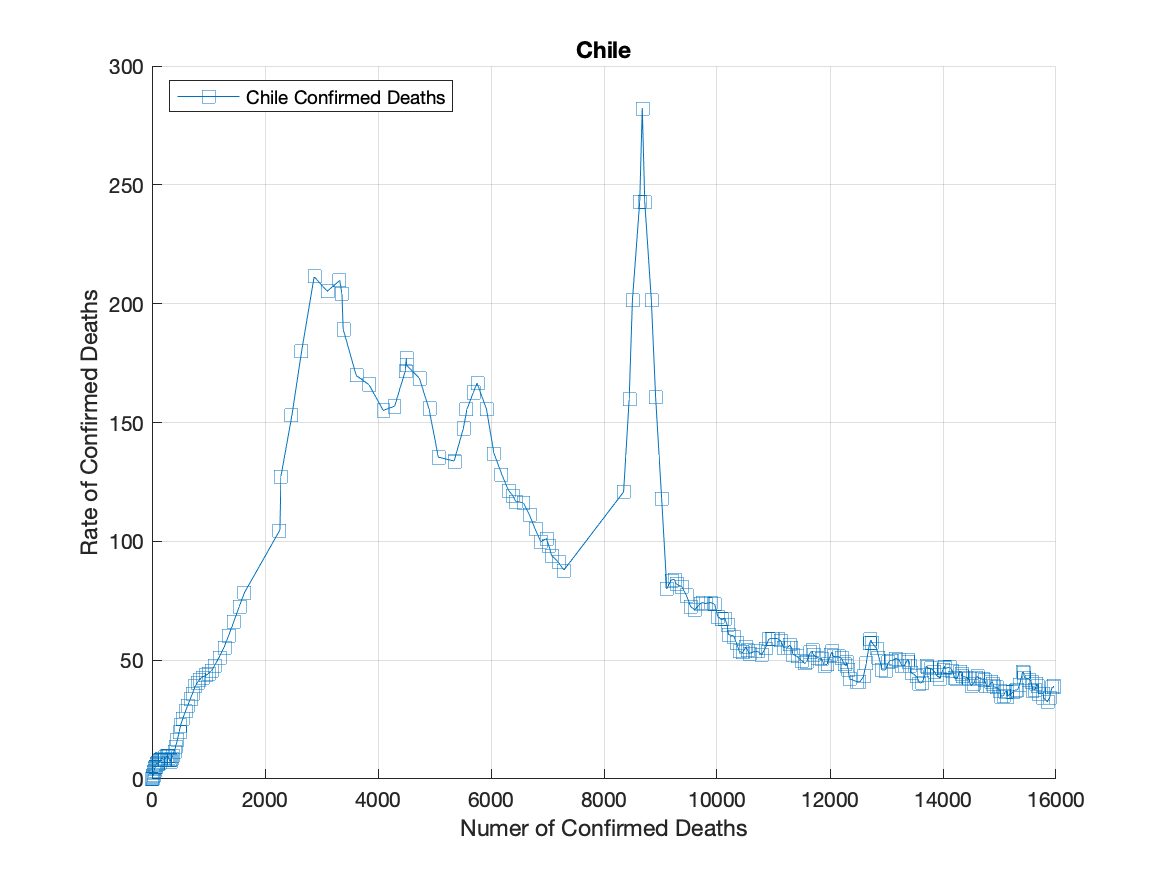 Chile
Chile Confirmed Deaths
300
250
200
150
100
50
0
Rate of Confirmed Deaths
0 2000 4000 6000 8000 10000 12000 14000 16000
Numer of Confirmed Deaths